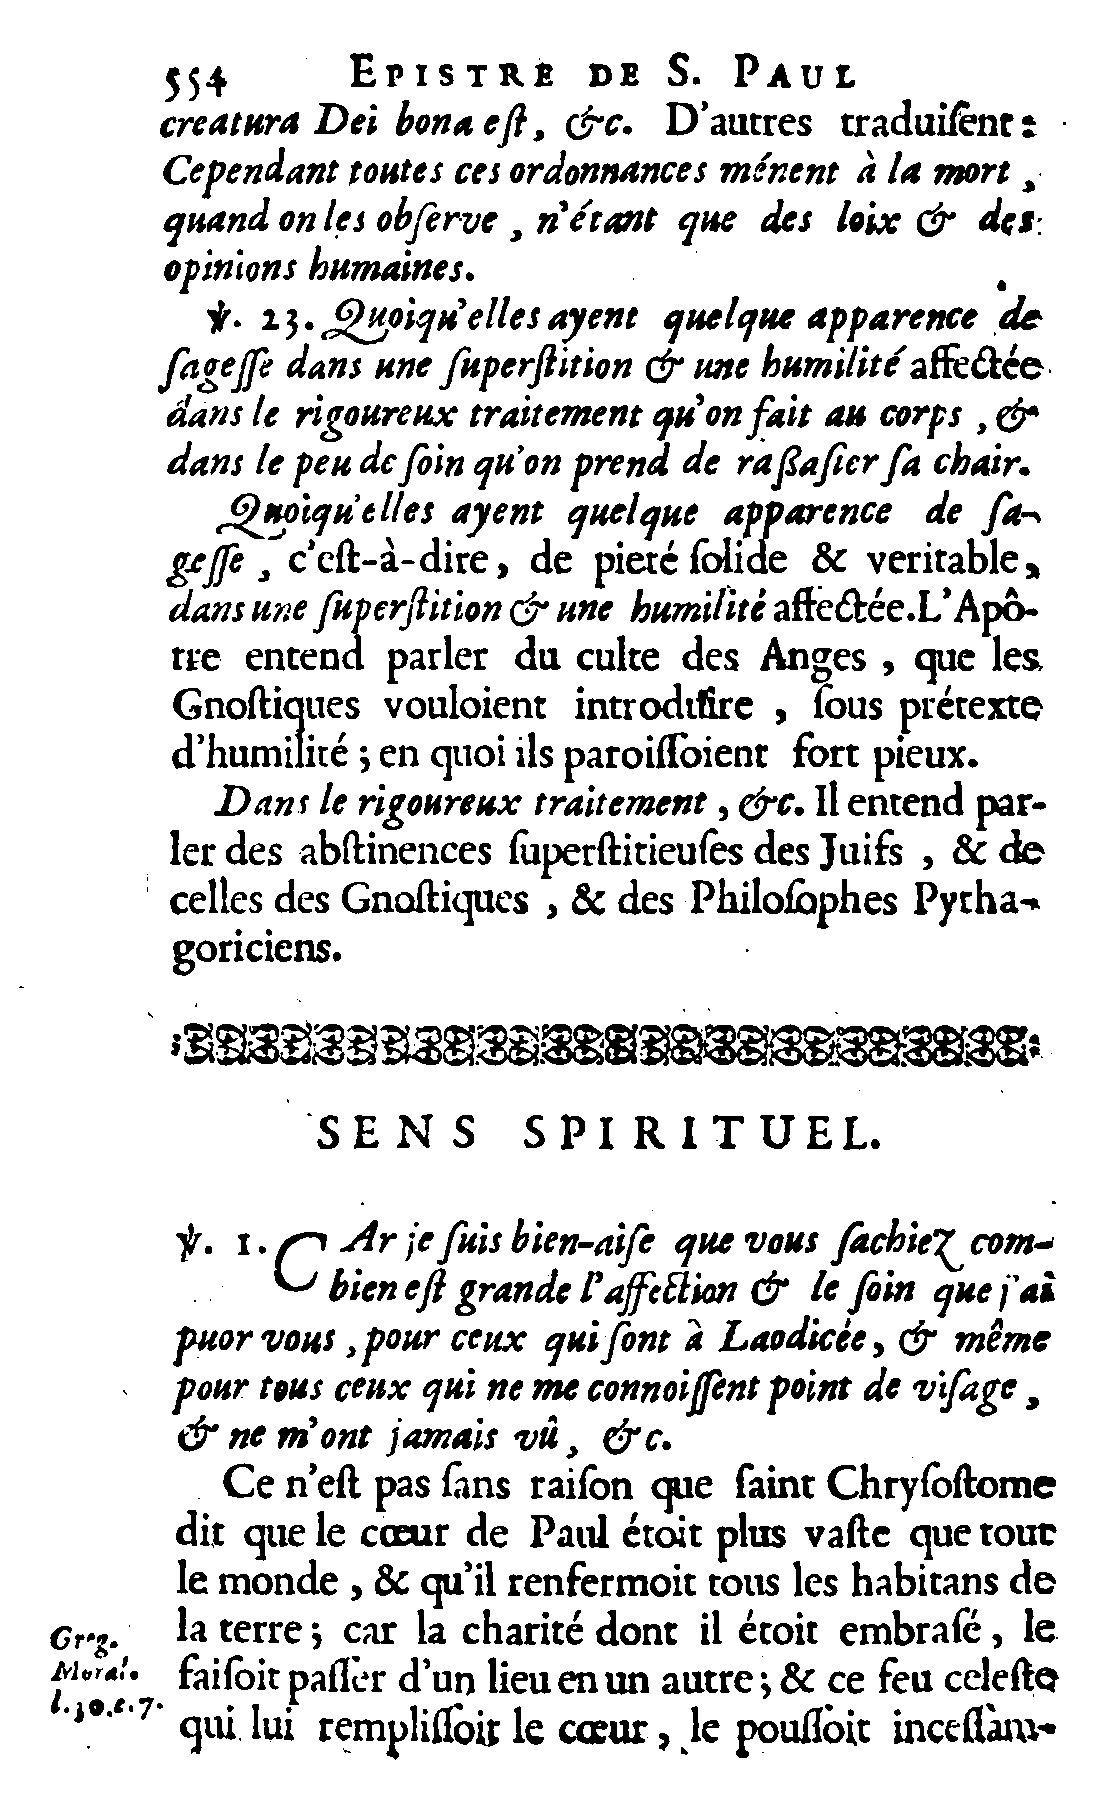 554 EPISTRE DE S. PAUL
creatura Dei bona eſt, &c. D'autres traduiſent:
Cependant toutes ces ordonnances ménent à la mort,
quand on les obſerve, n'étant que des loix & des
opinions humaines.
℣. 23. Quoiqu'elles ayent quelque apparence de
ſageſſe dans une ſuperſtition & une humilité affectée
dans le rigoureux traitement qu'on fait au corps, &
dans le peu de ſoin qu'on prend de raſſaſier ſa chair.
Quoiqu'elles ayent quelque apparence de ſa-
geſſe, c'eſt-à-dire, de pieté ſolide & veritable,
dans une ſuperſtition & une humilité affectée. L'Apô-
tre entend parler du culte des Anges, que les
Gnoſtiques vouloient introduire, ſous prétexte
d'humilité; en quoi ils paroiſſoient fort pieux.
Dans le rigoureux traitement, &c. Il entend par-
ler des abſtinences ſuperſtitieuſes des Juifs, & de
celles des Gnoſtiques, & des Philoſophes Pytha-
goriciens.
SENS SPIRITUEL.
℣. 1. CAr je ſuis bien-aiſe que vous ſachiez com-
bien eſt grande l'affection & le ſoin que j'ai
puor vous, pour ceux qui ſont à Laodicée, & même
pour tous ceux qui ne me connoiſſent point de viſage,
& ne m'ont jamais vû, &c.
Ce n'eſt pas ſans raiſon que ſaint Chryſoſtome
dit que le cœur de Paul étoit plus vaſte que tout
le monde, & qu'il renfermoit tous les habitans de
la terre; car la charité dont il étoit embraſé, le
faiſoit paſſer d'un lieu en un autre; & ce feu celeſte
qui lui rempliſſoit le cœur, le pouſſoit inceſſam-
Greg.
Moral.
l.30.c.7.